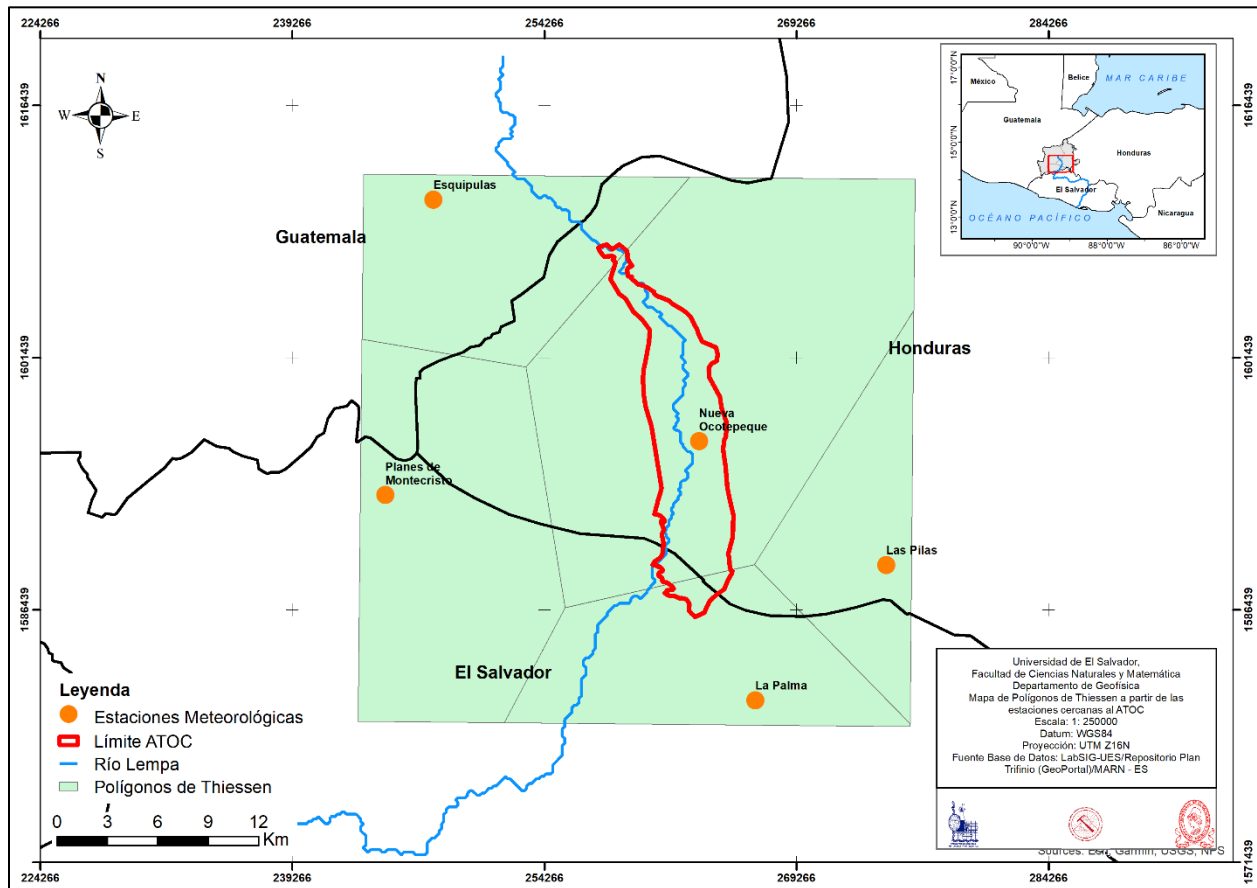 224266
239266
254266
269266
284266
1616439
1616439
N
W
E
S
17°0'0"N
15°0'0"N
13°0'0"N
México
Belice
MAR CARIBE
Guatemala
Honduras
El Salvador
Nicaragua
OCÉANO PACÍFICO
90°0'0"W
88°0'0"W
86°0'0"W
Esquipulas
Guatemala
1601439
Honduras
1601439
Nueva
Ocotepeque
Planes de
Montecristo
Las Pilas
1586439
1586439
El Salvador
La Palma
Leyenda
Estaciones Meteorológicas
Límite ATOC
Río Lempa
Polígonos de Thiessen
0 3 6 9 12
Km
Universidad de El Salvador,
Facultad de Ciencias Naturales y Matemática
Departamento de Geofísica
Mapa de Polígonos de Thiessen a partir de las
estaciones cercanas al ATOC
Escala: 1: 250000
Datum: WGS84
Proyección: UTM Z16N
Fuente Base de Datos: LabSIG-UES/Repositorio Plan
Trifinio (GeoPortal)/MARN - ES
Sources: Esri, Garmin, USGS, NPS
1571439
1571439
224266
239266
254266
269266
284266